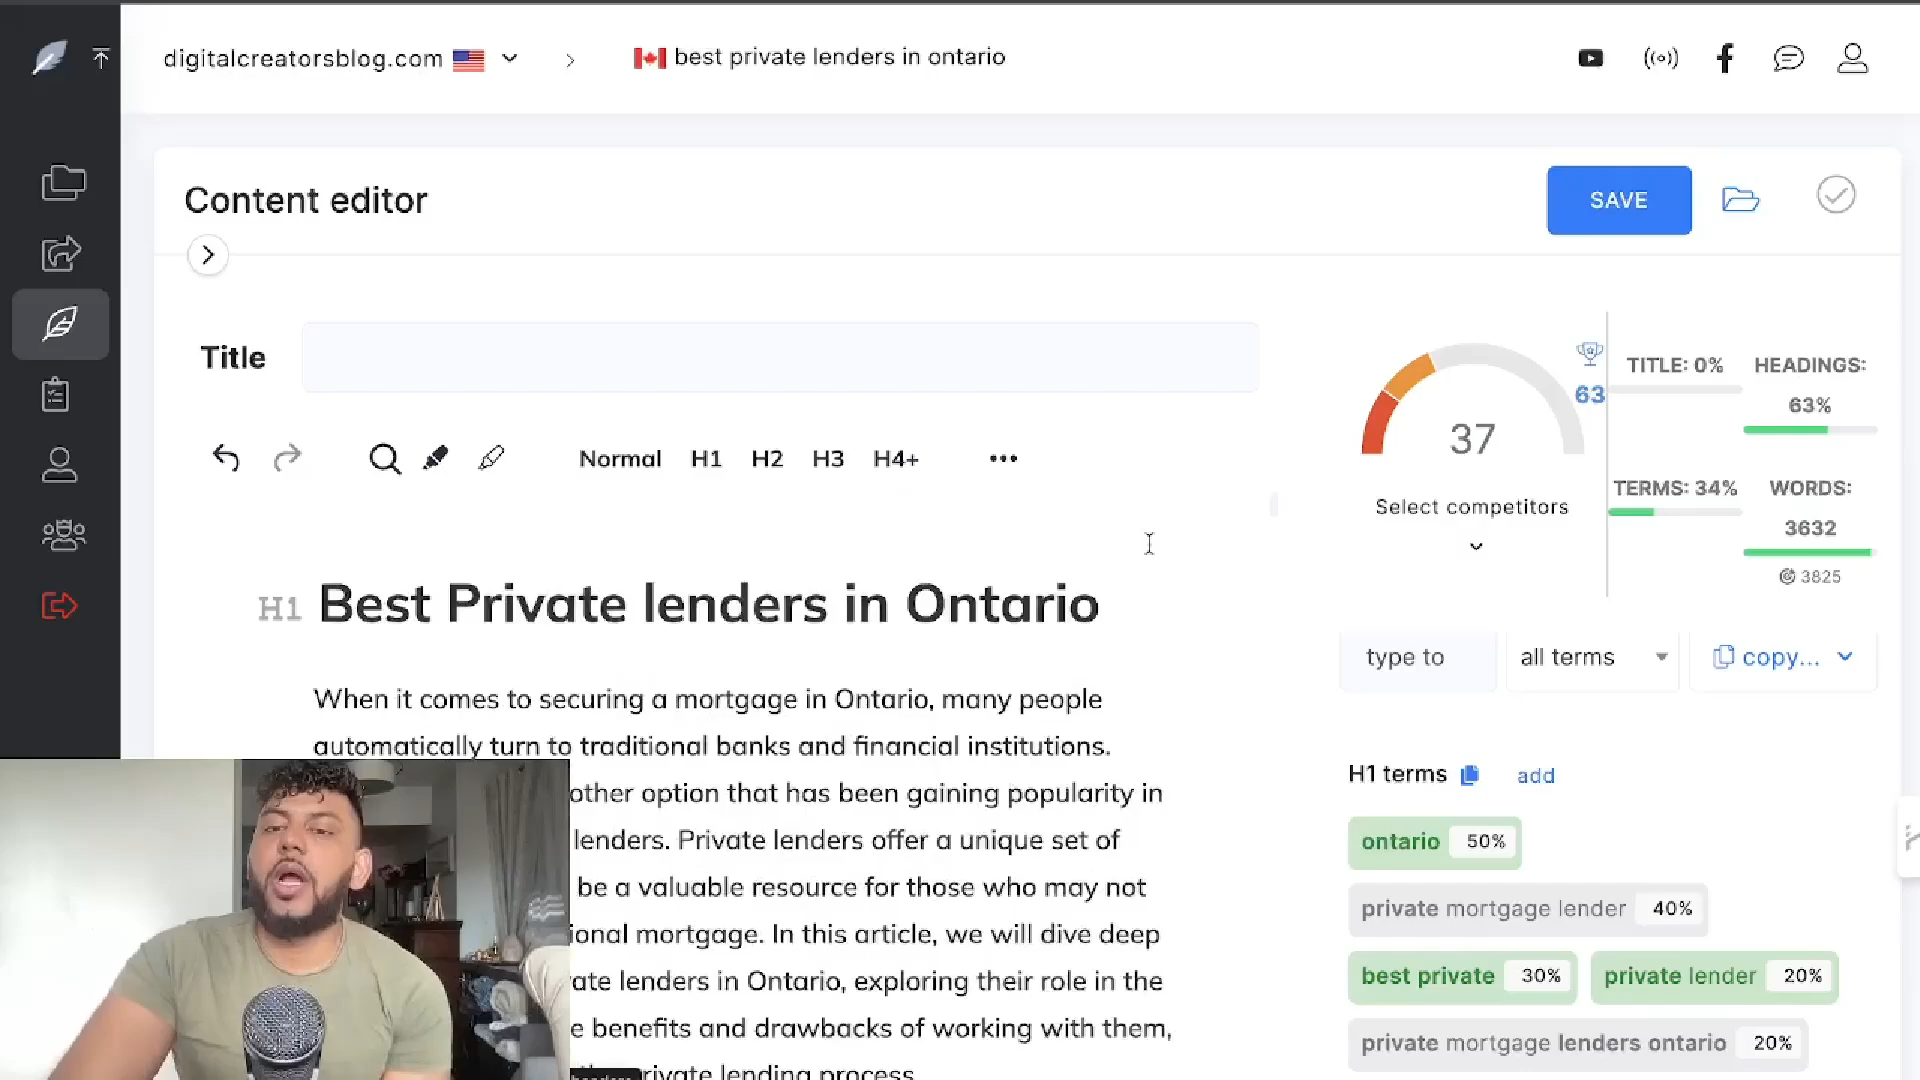 digitalcreatorsblog.com
best private lenders in ontario
Content editor
SAVE
Title
Normal H1 H2 H3 H4+
H1 Best Private lenders in Ontario
When it comes to securing a mortgage in Ontario, many people
automatically turn to traditional banks and financial institutions.
other option that has been gaining popularity in
lenders. Private lenders offer a unique set of
be a valuable resource for those who may not
ional mortgage. In this article, we will dive deep
ate lenders in Ontario, exploring their role in the
e benefits and drawbacks of working with them,
rivate lending process.
63
37
Select competitors
TITLE: 0%
HEADINGS:
63%
TERMS: 34%
WORDS:
3632
3825
type to
all terms
copy...
H1 terms add
ontario 50%
private mortgage lender 40%
best private 30% private lender 20%
private mortgage lenders ontario 20%